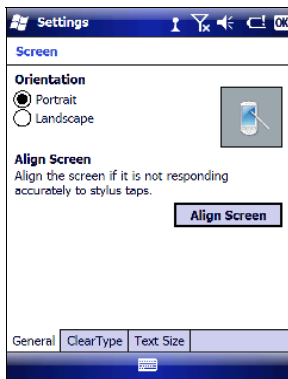 Settings
OK
Screen
Orientation
Portrait
Landscape
Align Screen
Align the screen if it is not responding
accurately to stylus taps.
Align Screen
General ClearType Text Size